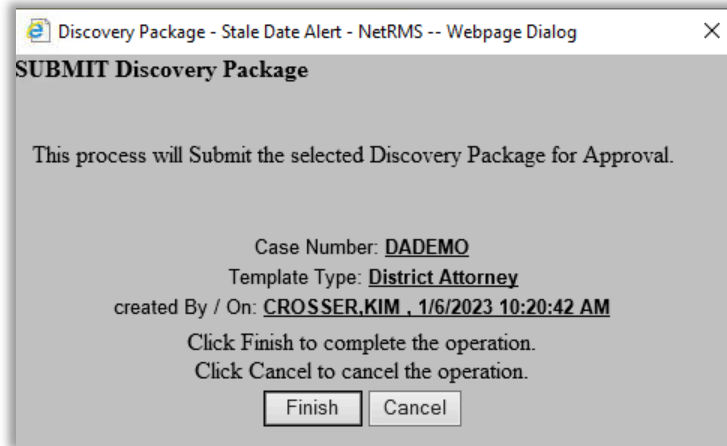 Discovery Package - Stale Date Alert - NetRMS -- Webpage Dialog
SUBMIT Discovery Package
This process will Submit the selected Discovery Package for Approval.
Case Number: DADEMO
Template Type: District Attorney
created By / On: CROSSER,KIM , 1/6/2023 10:20:42 AM
Click Finish to complete the operation.
Click Cancel to cancel the operation.
Finish Cancel